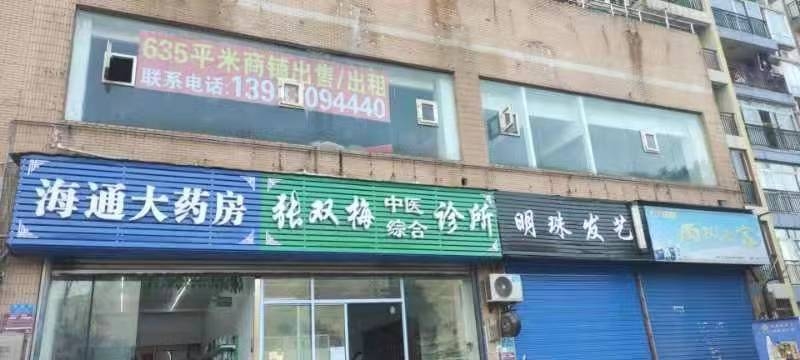 635平米商铺出售/出租
联系电话:139
094440
海通大药房
张双梅
中医
综合
诊所
明珠发艺